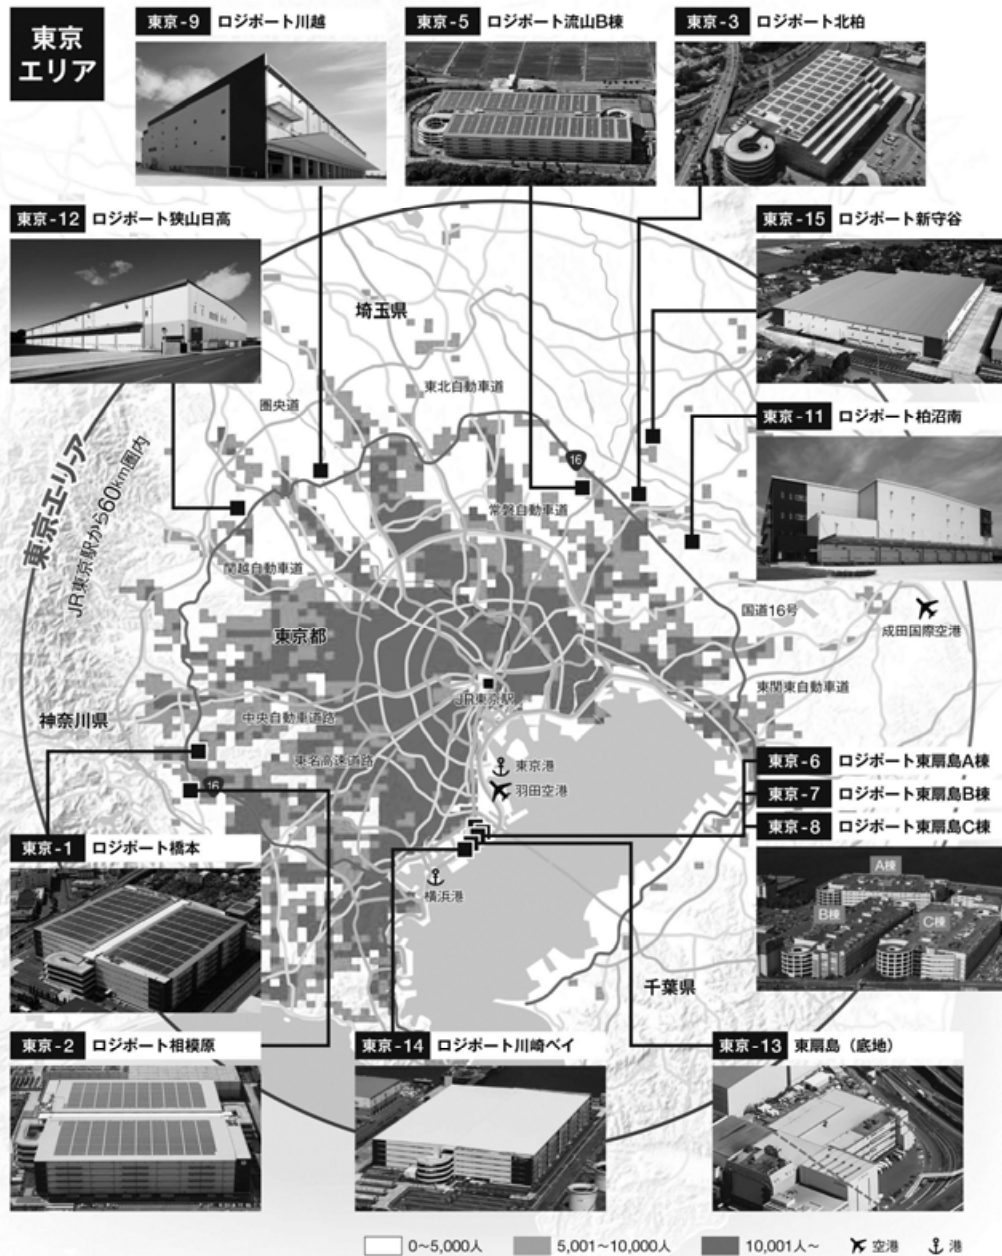 東京
エリア
東京-9 ロジポート川越
東京-5 ロジポート流山B棟
東京-3 ロジポート北柏
東京-12 ロジポート狭山日高
東京-15 ロジポート新守谷
埼玉県
東北自動車道
圏央道
東京-11 ロジポート柏沼南
16
東京エリア
JR東京駅から60km圏内
常磐自動車道
関越自動車道
国道16号
成田国際空港
東京都
JR東京駅
東関東自動車道
神奈川県
中央自動車道路
東名高速道路
東京港
羽田空港
16
東京-6 ロジポート東扇島A棟
東京-7 ロジポート東扇島B棟
東京-8 ロジポート東扇島C棟
東京-1 ロジポート橋本
横浜港
A棟
B棟
C棟
千葉県
東京-2 ロジポート相模原
東京-14 ロジポート川崎ベイ
東京-13 東扇島（底地）
0〜5,000人
5,001〜10,000人
10,001人〜
空港
港